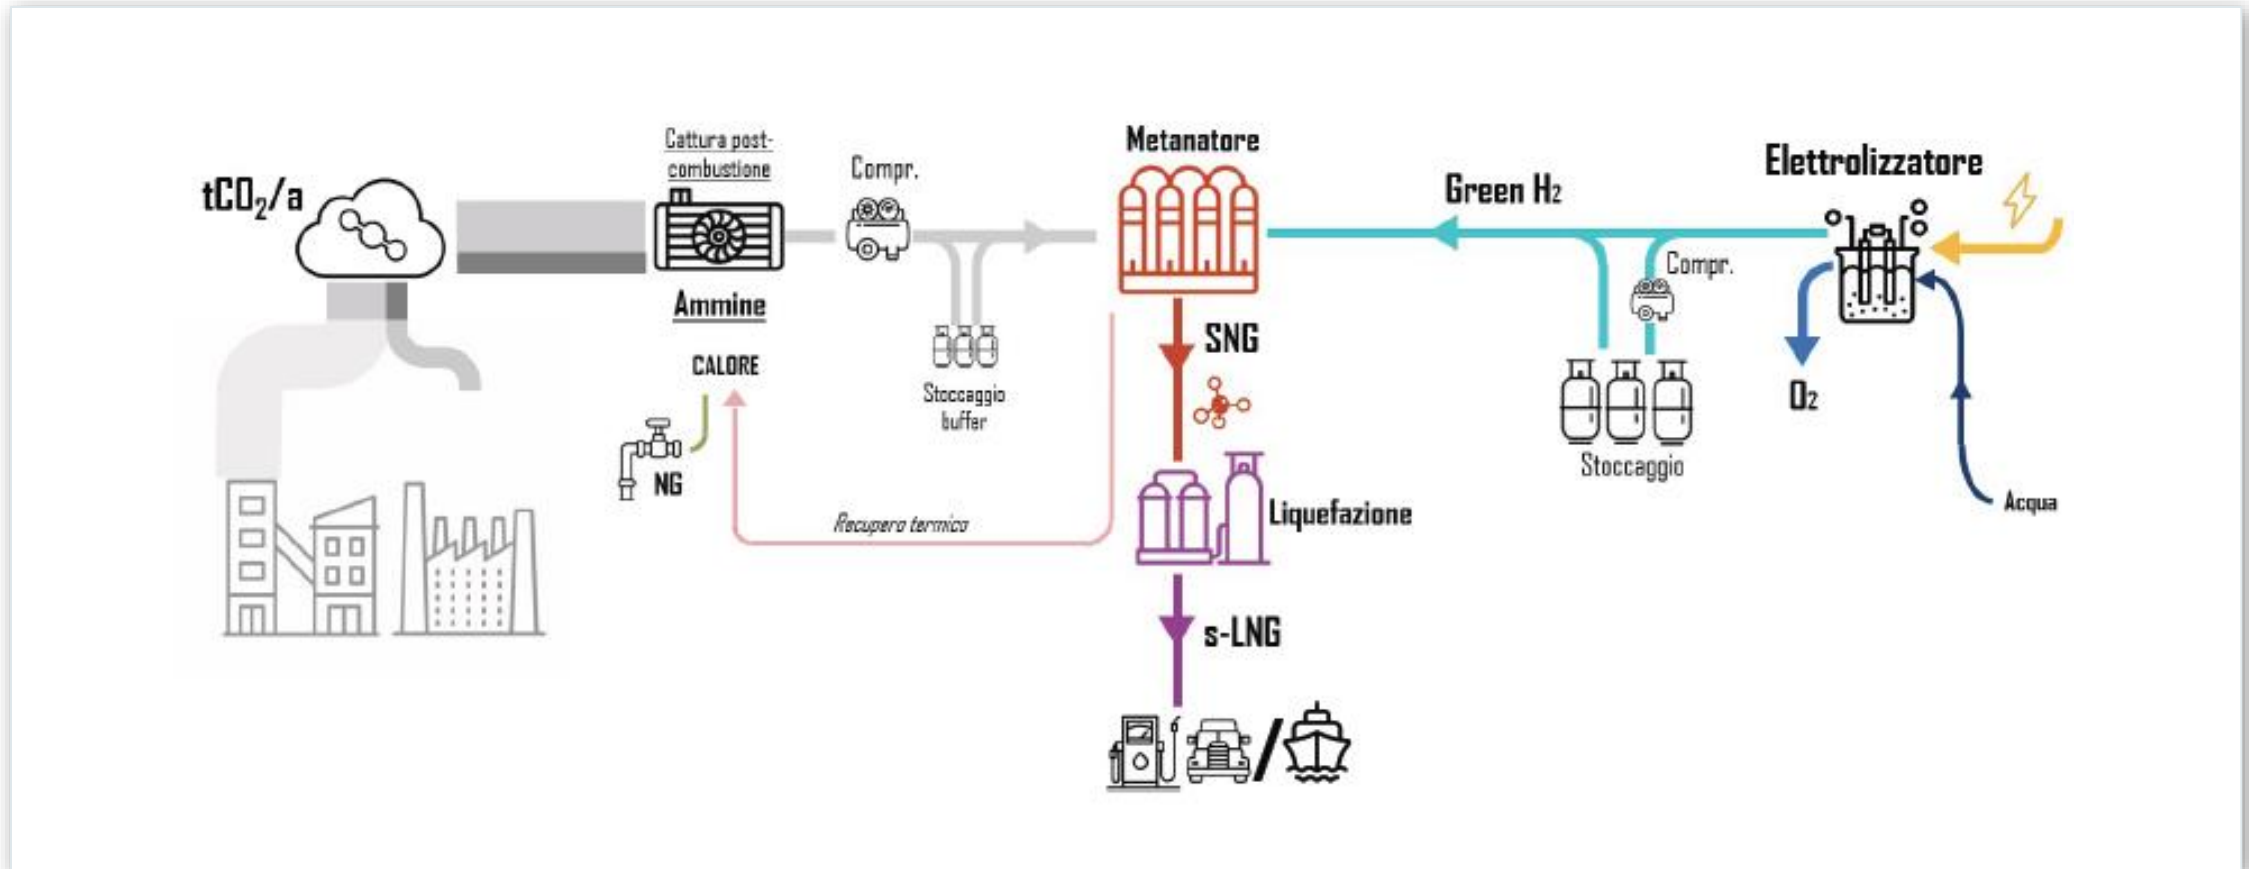 tCO₂/a
Cattura post-
combustione
Ammine
CALORE
NG
Recupero termico
Compr.
Stoccaggio
buffer
Metanatore
SNG
Liquefazione
s-LNG
Green H₂
Compr.
Stoccaggio
Elettrolizzatore
O₂
Acqua